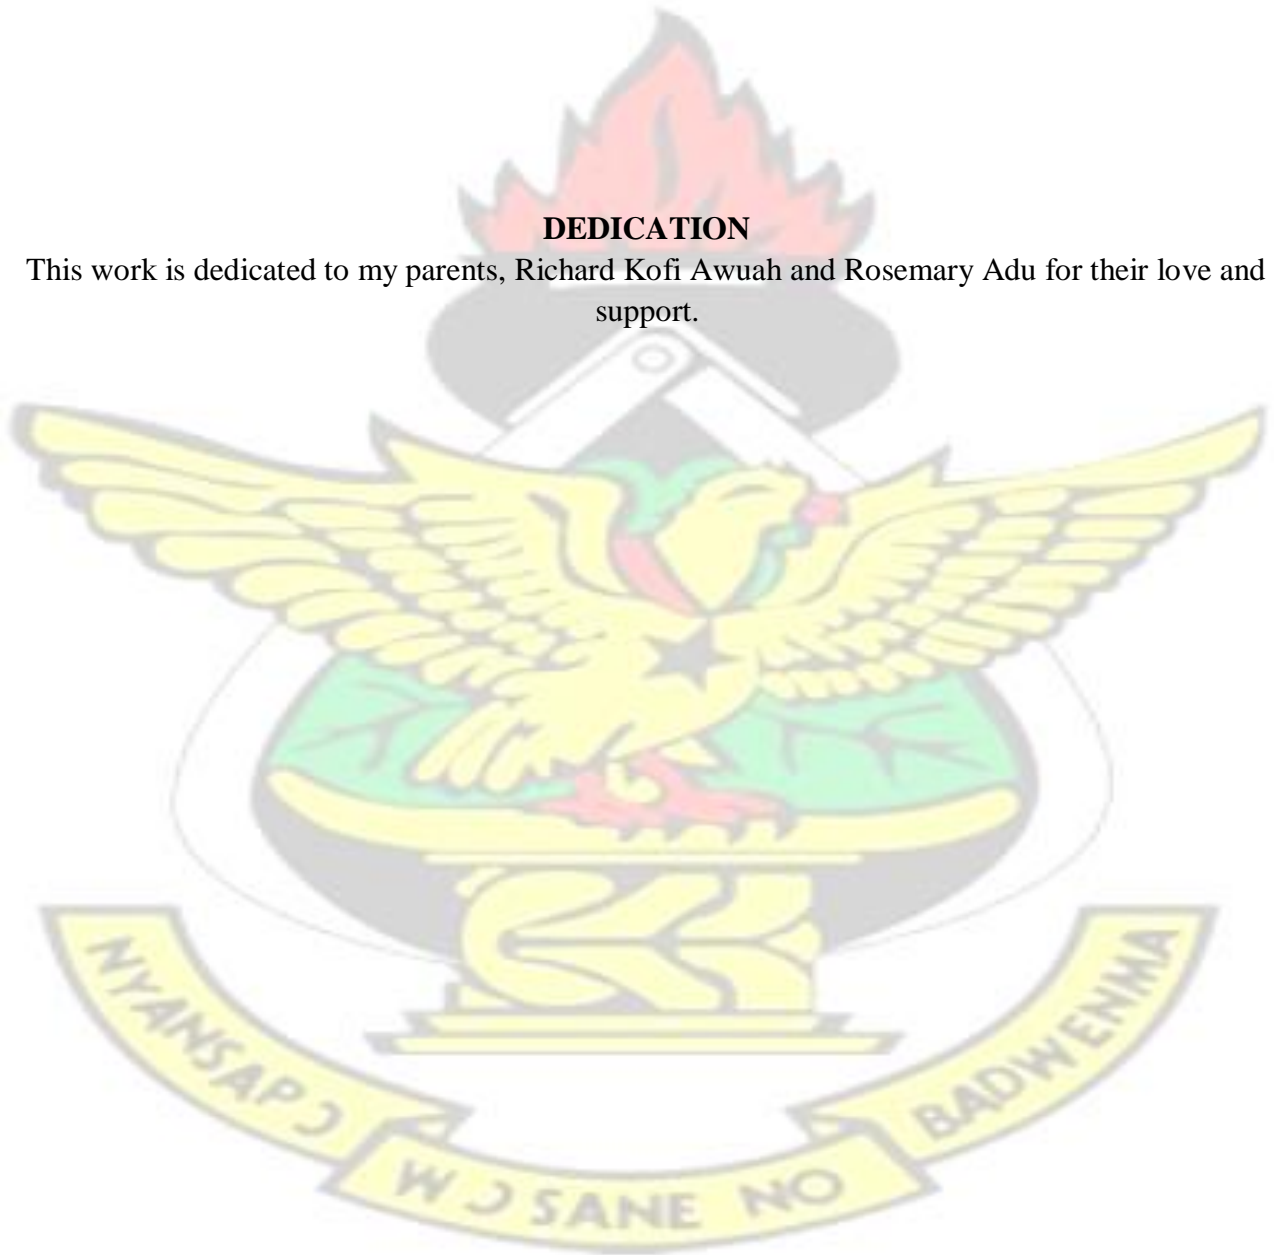 DEDICATION
This work is dedicated to my parents, Richard Kofi Awuah and Rosemary Adu for their love and
support.
NYANSAPƆ
WƆSANE NO
BADWENMA